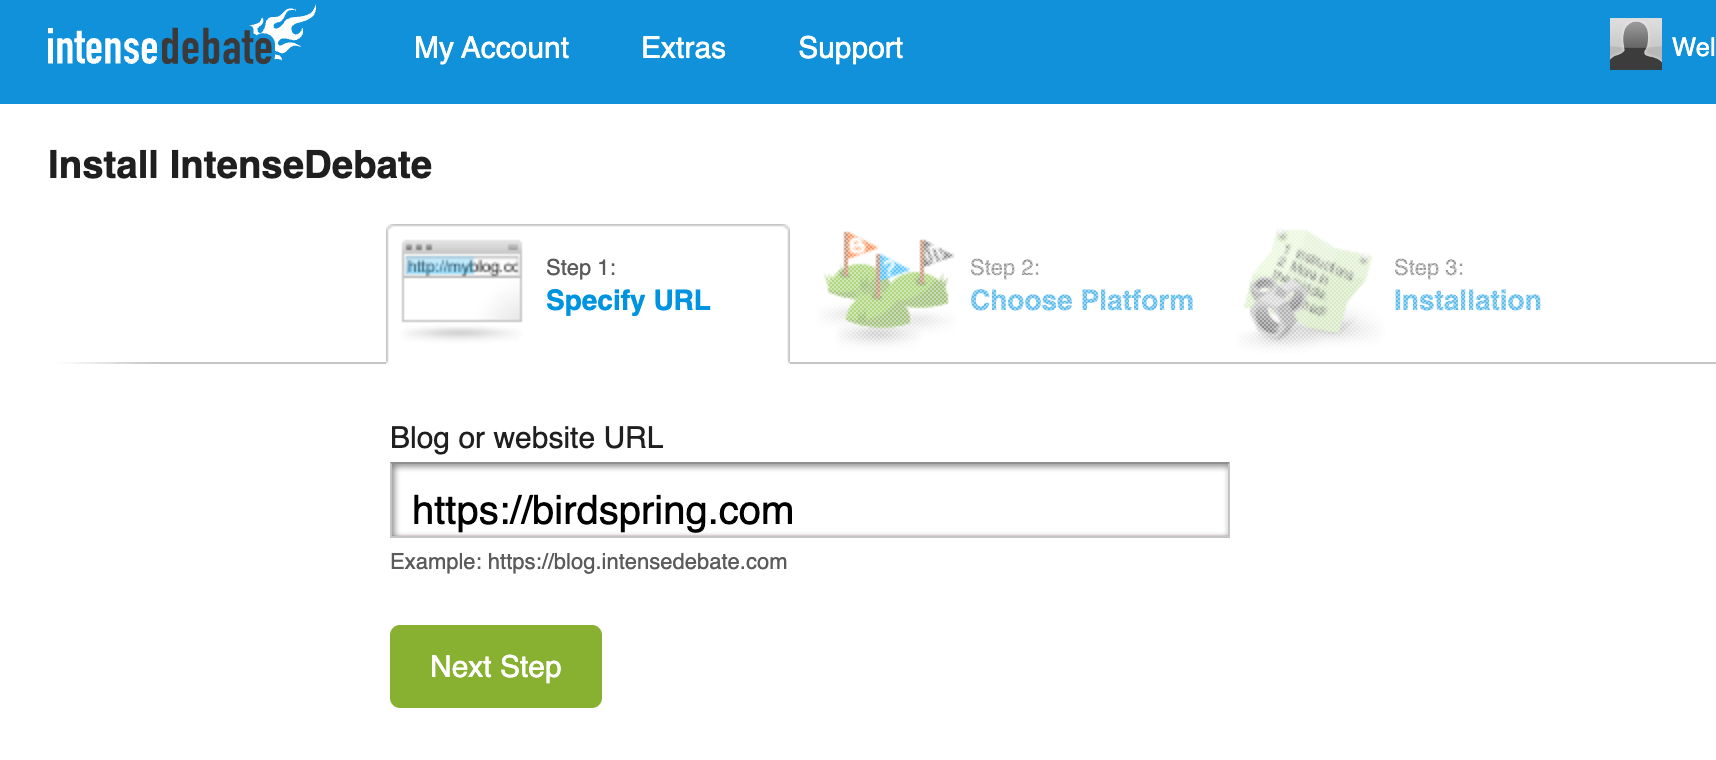 intensedebate
My Account
Extras
Support
Wel
Install IntenseDebate
http://myblog.co
Step 1:
Specify URL
Step 2:
Choose Platform
Step 3:
Installation
Blog or website URL
https://birdspring.com
Example: https://blog.intensedebate.com
Next Step